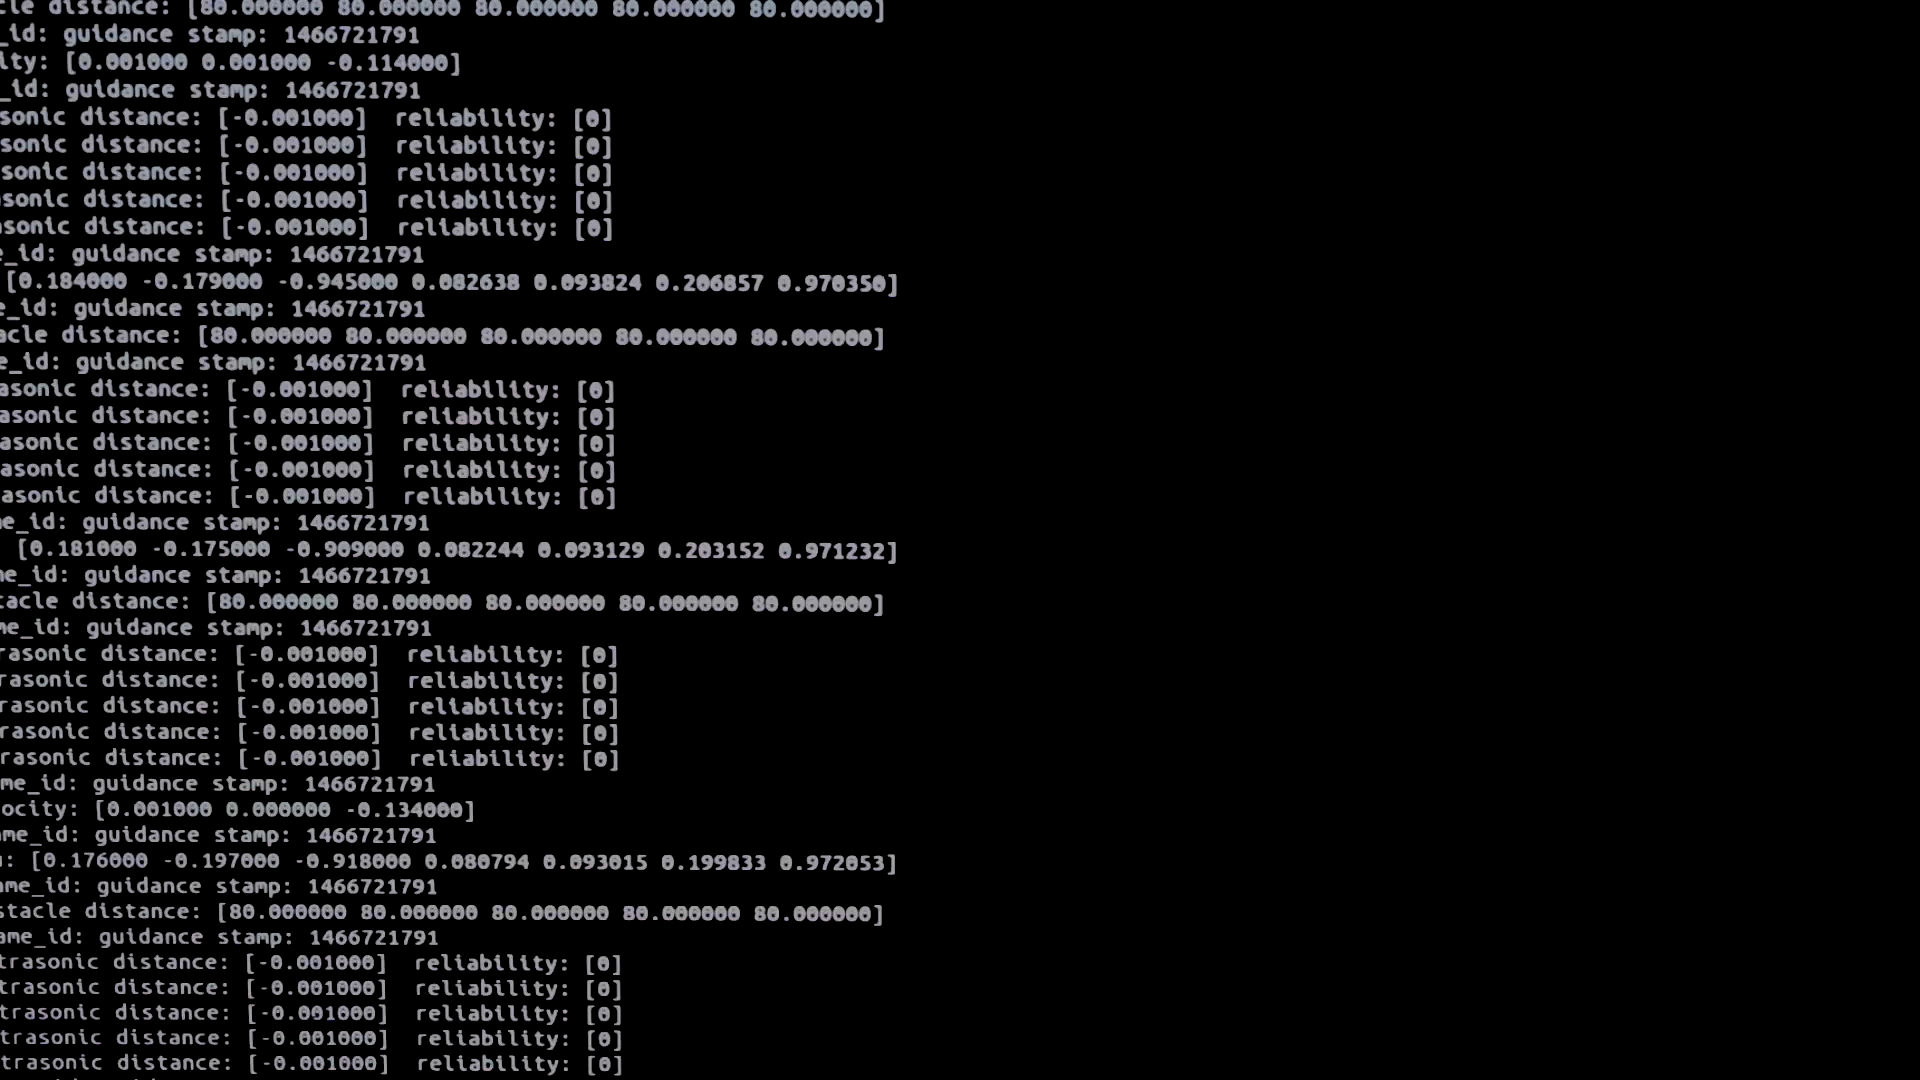 cle distance: [80.000000 80.000000 80.000000 80.000000 80.000000]
_id: guidance stamp: 1466721791
ity: [0.001000 0.001000 -0.114000]
_id: guidance stamp: 1466721791
sonic distance: [-0.001000]  reliability: [0]
sonic distance: [-0.001000]  reliability: [0]
sonic distance: [-0.001000]  reliability: [0]
sonic distance: [-0.001000]  reliability: [0]
asonic distance: [-0.001000]  reliability: [0]
e_id: guidance stamp: 1466721791
[0.184000 -0.179000 -0.945000 0.082638 0.093824 0.206857 0.970350]
e_id: guidance stamp: 1466721791
acle distance: [80.000000 80.000000 80.000000 80.000000 80.000000]
e_id: guidance stamp: 1466721791
asonic distance: [-0.001000]  reliability: [0]
asonic distance: [-0.001000]  reliability: [0]
asonic distance: [-0.001000]  reliability: [0]
asonic distance: [-0.001000]  reliability: [0]
asonic distance: [-0.001000]  reliability: [0]
me_id: guidance stamp: 1466721791
[0.181000 -0.175000 -0.909000 0.082244 0.093129 0.203152 0.971232]
me_id: guidance stamp: 1466721791
tacle distance: [80.000000 80.000000 80.000000 80.000000 80.000000]
me_id: guidance stamp: 1466721791
rasonic distance: [-0.001000]  reliability: [0]
rasonic distance: [-0.001000]  reliability: [0]
rasonic distance: [-0.001000]  reliability: [0]
rasonic distance: [-0.001000]  reliability: [0]
rasonic distance: [-0.001000]  reliability: [0]
ame_id: guidance stamp: 1466721791
ocity: [0.001000 0.000000 -0.134000]
ame_id: guidance stamp: 1466721791
u: [0.176000 -0.197000 -0.918000 0.080794 0.093015 0.199833 0.972053]
ame_id: guidance stamp: 1466721791
stacle distance: [80.000000 80.000000 80.000000 80.000000 80.000000]
ame_id: guidance stamp: 1466721791
trasonic distance: [-0.001000]  reliability: [0]
trasonic distance: [-0.001000]  reliability: [0]
trasonic distance: [-0.001000]  reliability: [0]
trasonic distance: [-0.001000]  reliability: [0]
trasonic distance: [-0.001000]  reliability: [0]